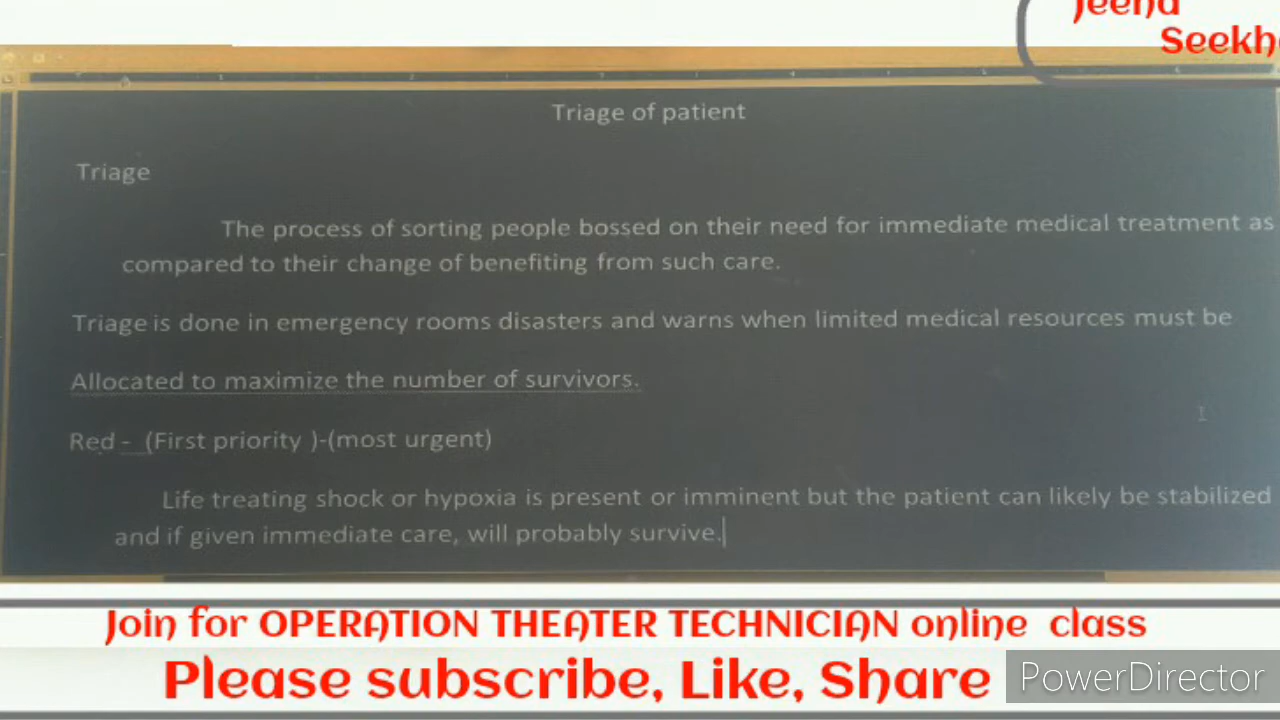 Jeena
Seekho
Triage of patient
Triage
The process of sorting people bossed on their need for immediate medical treatment as
compared to their change of benefiting from such care.
Triage is done in emergency rooms disasters and warns when limited medical resources must be
Allocated to maximize the number of survivors.
Red - (First priority )-(most urgent)
Life treating shock or hypoxia is present or imminent but the patient can likely be stabilized
and if given immediate care, will probably survive.
Join for OPERATION THEATER TECHNICIAN online class
Please subscribe, Like, Share
PowerDirector